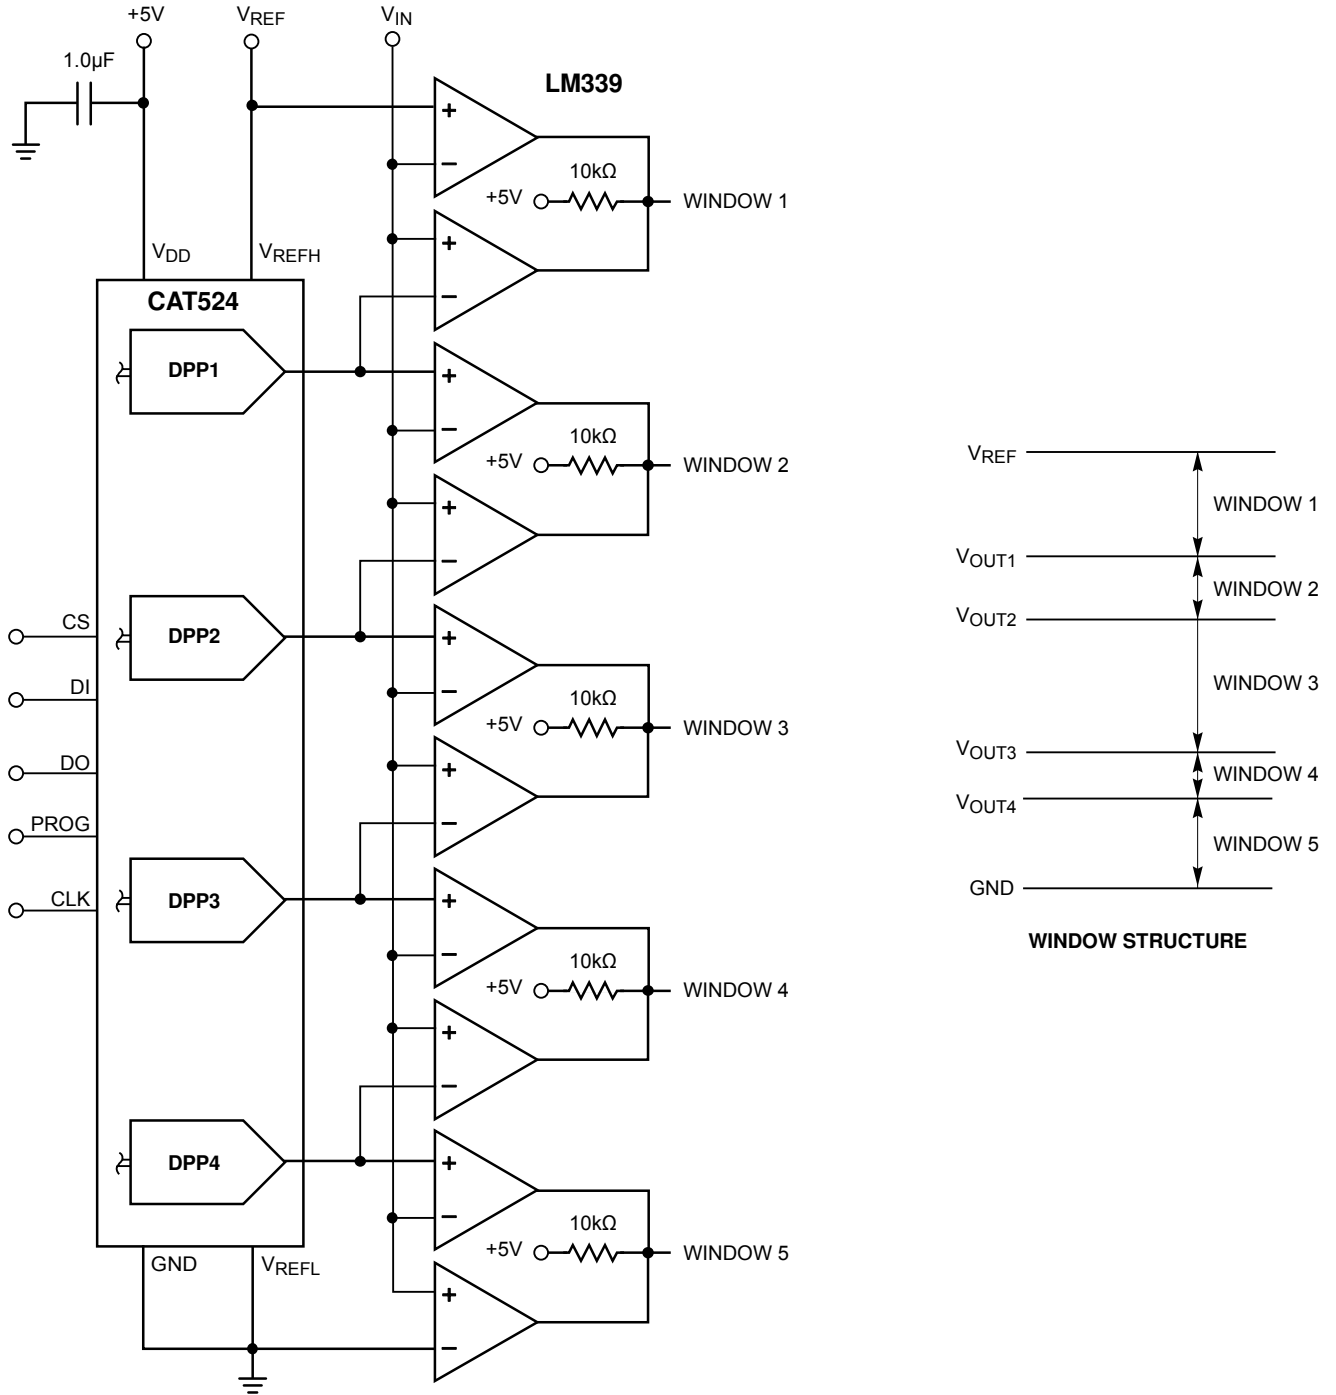 +5V
VREF
VIN
1.0µF
LM339
+
−
10kΩ
+5V
WINDOW 1
+
−
VDD
VREFH
CAT524
DPP1
+
−
10kΩ
+5V
WINDOW 2
+
−
CS
DPP2
DI
+
−
10kΩ
+5V
WINDOW 3
DO
+
−
PROG
CLK
DPP3
+
−
10kΩ
+5V
WINDOW 4
+
−
DPP4
+
−
10kΩ
+5V
WINDOW 5
GND
VREFL
+
−
VREF
WINDOW 1
VOUT1
WINDOW 2
VOUT2
WINDOW 3
VOUT3
WINDOW 4
VOUT4
WINDOW 5
GND
WINDOW STRUCTURE